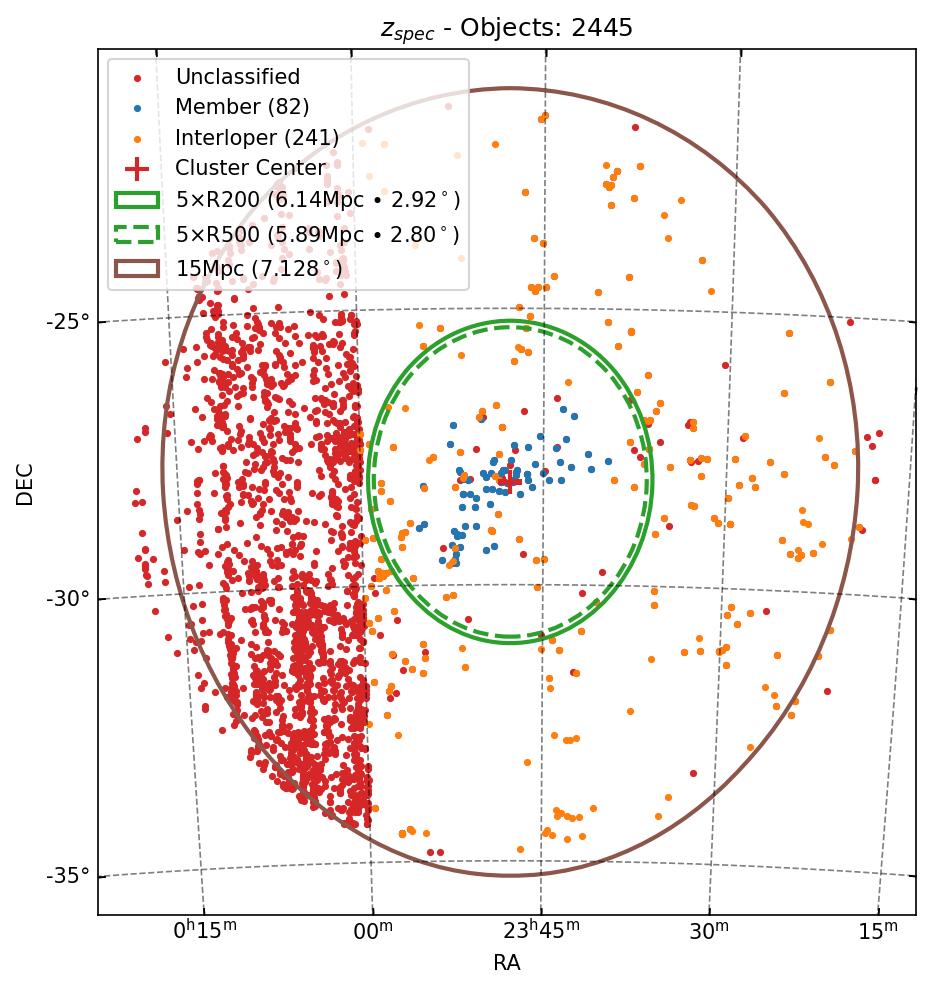 z_spec - Objects: 2445
Unclassified
Member (82)
Interloper (241)
Cluster Center
5×R200 (6.14Mpc • 2.92°)
5×R500 (5.89Mpc • 2.80°)
15Mpc (7.128°)
-25°
-30°
-35°
DEC
0ʰ15ᵐ 00ᵐ 23ʰ45ᵐ 30ᵐ 15ᵐ
RA